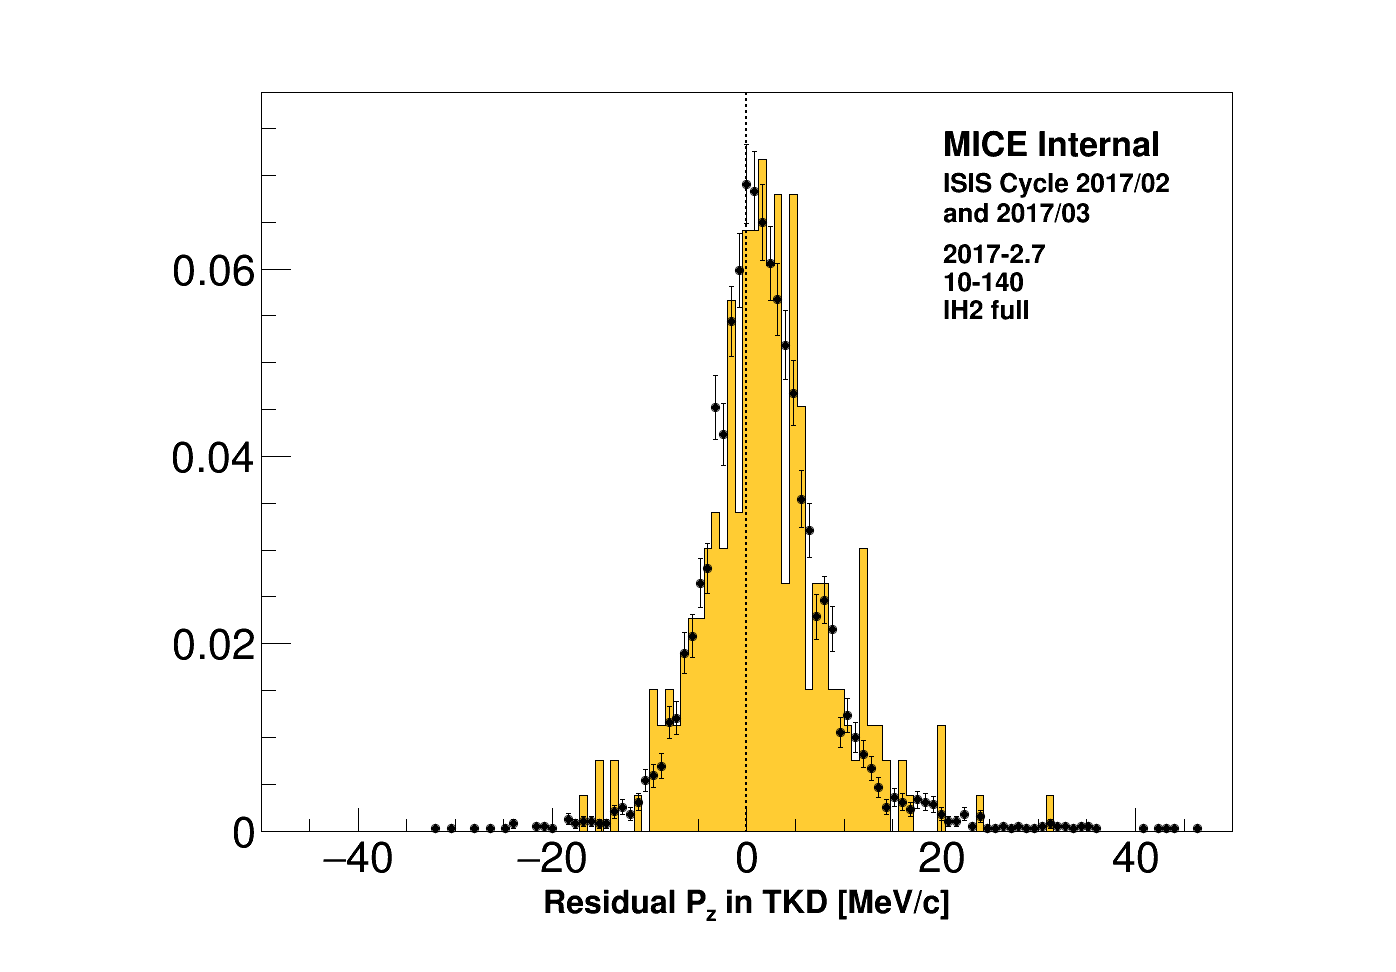 MICE Internal
ISIS Cycle 2017/02
and 2017/03
2017-2.7
10-140
lH2 full
0.06
0.04
0.02
0
−40 −20 0 20 40
Residual Pz in TKD [MeV/c]